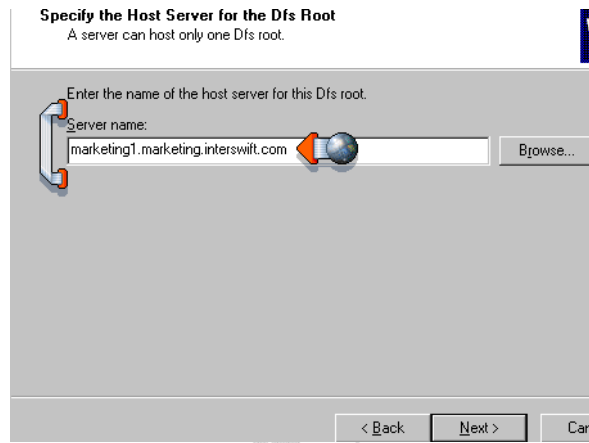 Specify the Host Server for the Dfs Root
A server can host only one Dfs root.
Enter the name of the host server for this Dfs root.
Server name:
marketing1.marketing.interswift.com
Browse...
< Back Next > Can